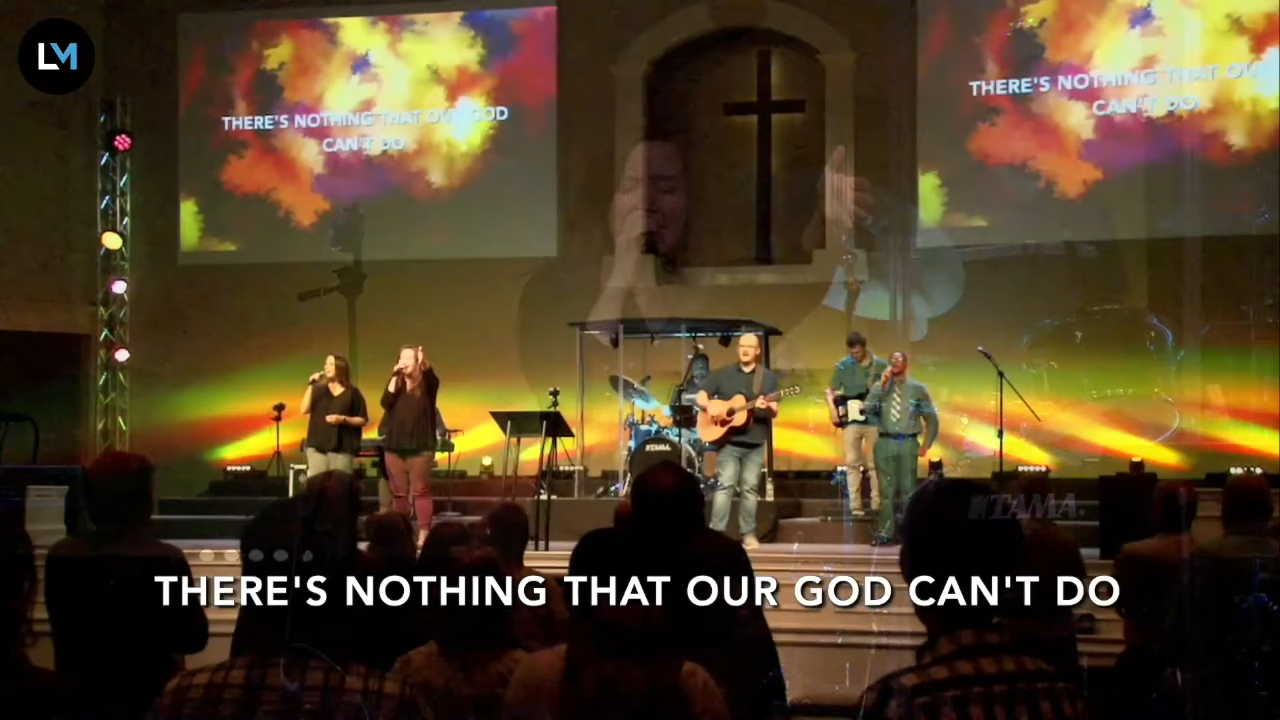 LM
THERE'S NOTHING THAT OUR GOD
CAN'T DO
THERE'S NOTHING THAT OU
CAN'T DO
TAMA
TAMA
THERE'S NOTHING THAT OUR GOD CAN'T DO